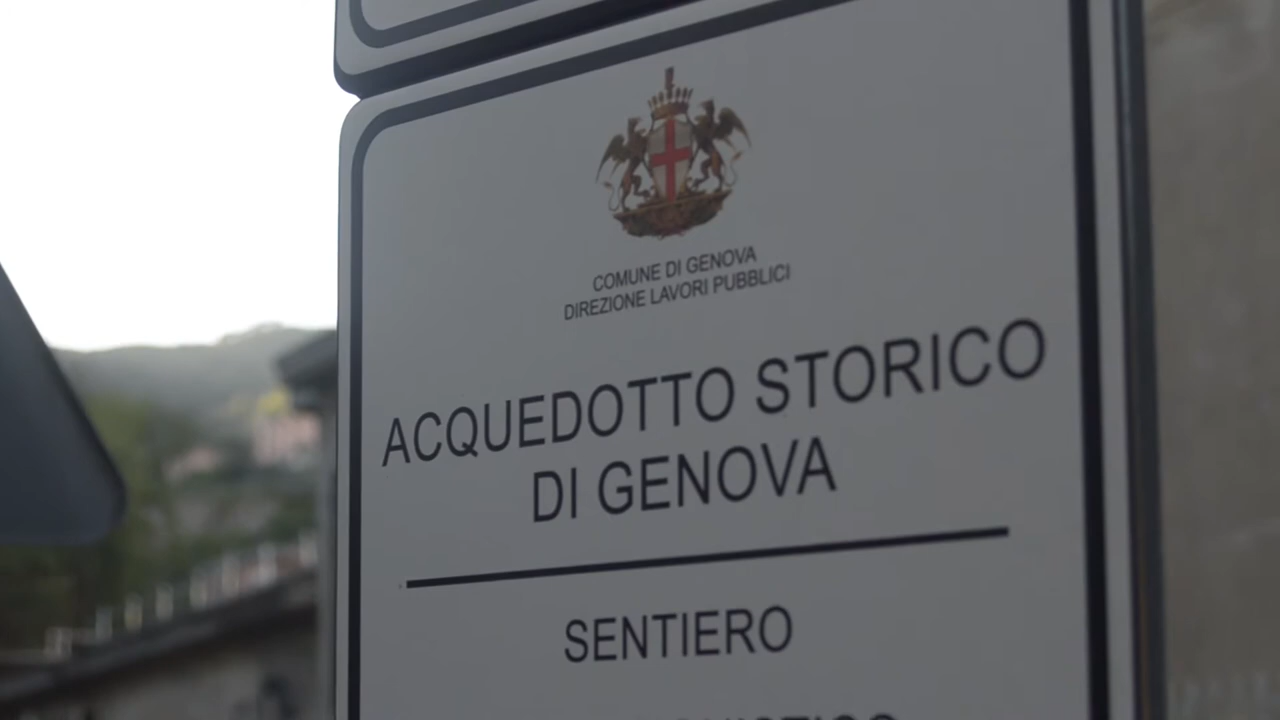 COMUNE DI GENOVA
DIREZIONE LAVORI PUBBLICI
ACQUEDOTTO STORICO
DI GENOVA
SENTIERO